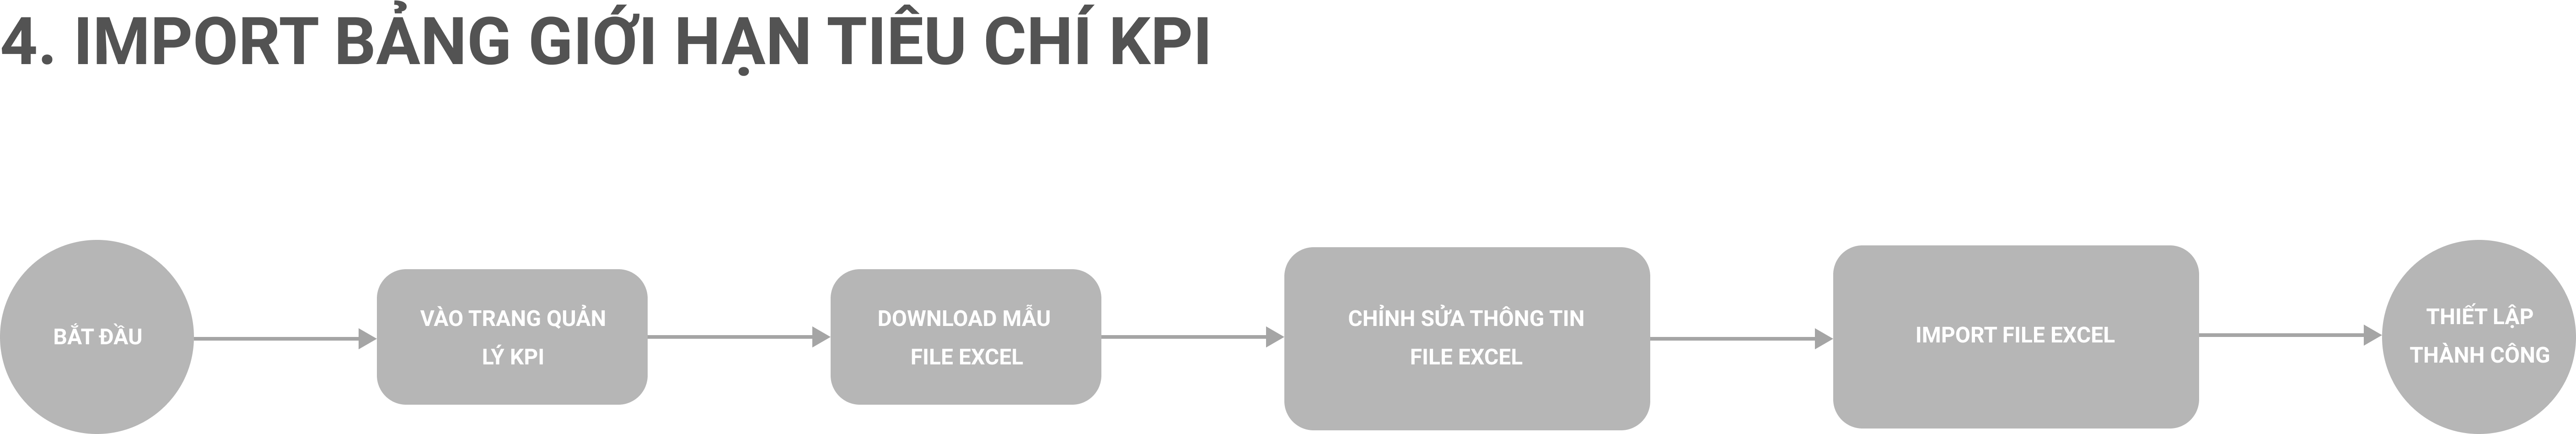 4. IMPORT BẢNG GIỚI HẠN TIÊU CHÍ KPI
BẮT ĐẦU
VÀO TRANG QUẢN
LÝ KPI
DOWNLOAD MẪU
FILE EXCEL
CHỈNH SỬA THÔNG TIN
FILE EXCEL
IMPORT FILE EXCEL
THIẾT LẬP
THÀNH CÔNG